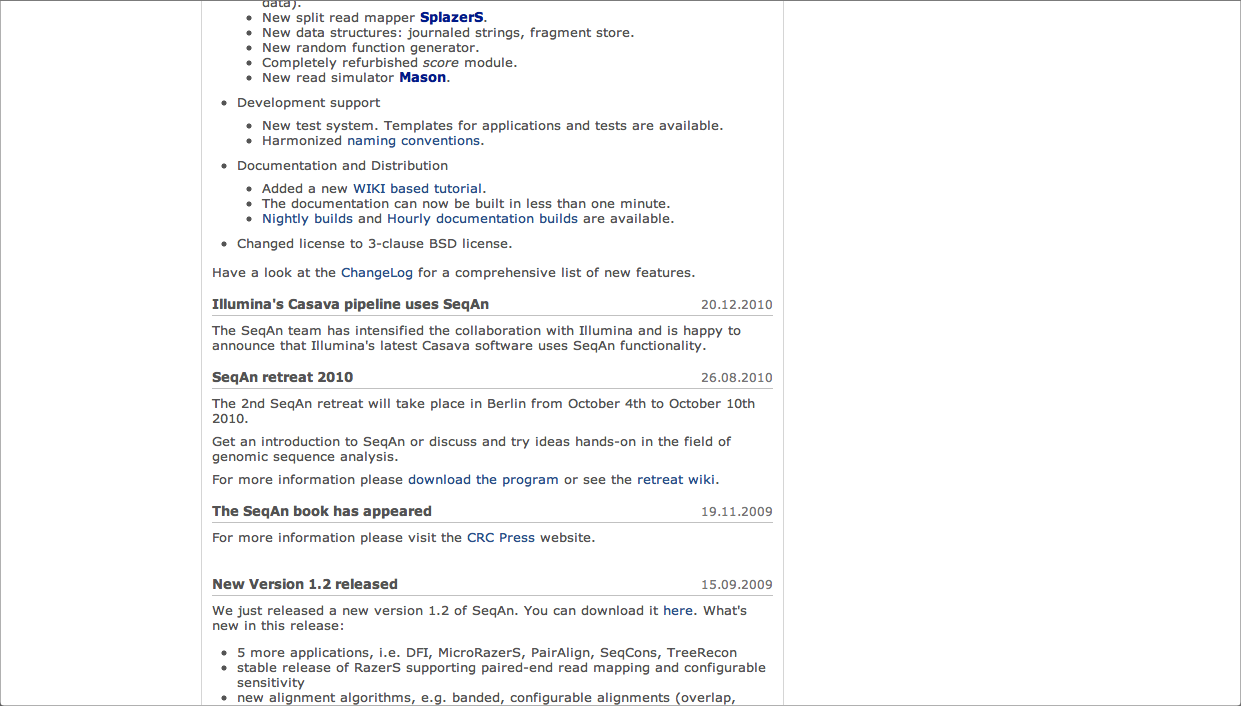 data).
New split read mapper SplazerS.
New data structures: journaled strings, fragment store.
New random function generator.
Completely refurbished score module.
New read simulator Mason.
Development support
New test system. Templates for applications and tests are available.
Harmonized naming conventions.
Documentation and Distribution
Added a new WIKI based tutorial.
The documentation can now be built in less than one minute.
Nightly builds and Hourly documentation builds are available.
Changed license to 3-clause BSD license.
Have a look at the ChangeLog for a comprehensive list of new features.
Illumina's Casava pipeline uses SeqAn 20.12.2010
The SeqAn team has intensified the collaboration with Illumina and is happy to
announce that Illumina's latest Casava software uses SeqAn functionality.
SeqAn retreat 2010 26.08.2010
The 2nd SeqAn retreat will take place in Berlin from October 4th to October 10th
2010.
Get an introduction to SeqAn or discuss and try ideas hands-on in the field of
genomic sequence analysis.
For more information please download the program or see the retreat wiki.
The SeqAn book has appeared 19.11.2009
For more information please visit the CRC Press website.
New Version 1.2 released 15.09.2009
We just released a new version 1.2 of SeqAn. You can download it here. What's
new in this release:
5 more applications, i.e. DFI, MicroRazerS, PairAlign, SeqCons, TreeRecon
stable release of RazerS supporting paired-end read mapping and configurable
sensitivity
new alignment algorithms, e.g. banded, configurable alignments (overlap,